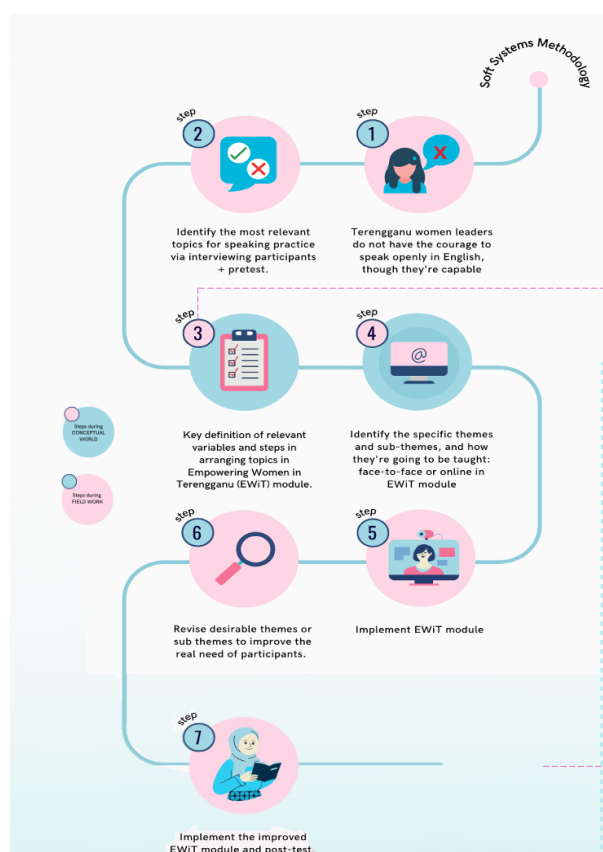 Soft Systems Methodology
step
1
Terengganu women leaders
do not have the courage to
speak openly in English,
though they're capable
step
2
Identify the most relevant
topics for speaking practice
via interviewing participants
+ pretest.
step
3
Key definition of relevant
variables and steps in
arranging topics in
Empowering Women in
Terengganu (EWiT) module.
step
4
@
Identify the specific themes
and sub-themes, and how
they're going to be taught:
face-to-face or online in
EWiT module
Steps during
CONCEPTUAL
WORLD
Steps during
FIELD WORK
step
5
Implement EWiT module
step
6
Revise desirable themes or
sub themes to improve the
real need of participants.
step
7
Implement the improved
EWiT module and post-test.